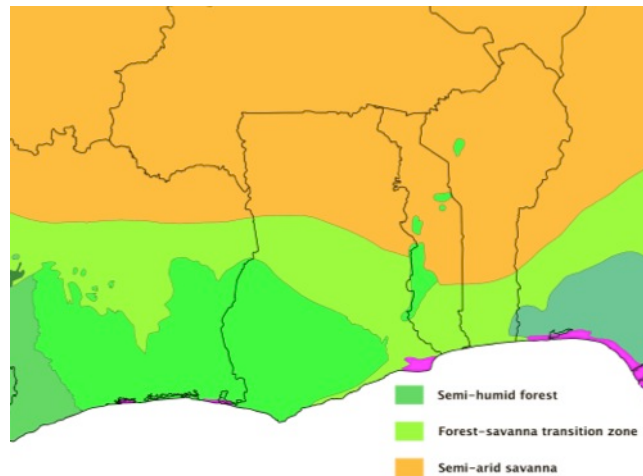 Semi-humid forest
Forest-savanna transition zone
Semi-arid savanna